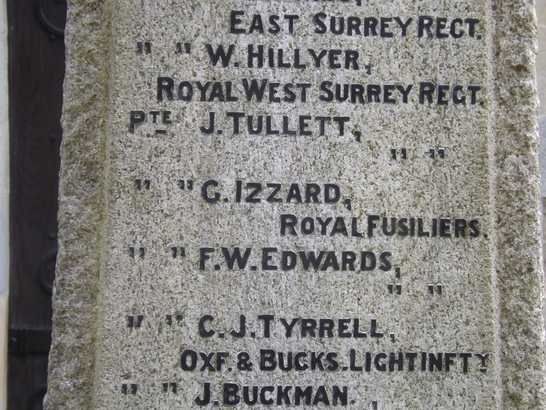 EAST SURREY RECT.
" " W. HILLYER,
ROYAL WEST SURREY REGT.
PTE J. TULLETT,
" "
" " G. IZZARD,
ROYAL FUSILIERS.
" " F.W. EDWARDS,
" "
" " C.J. TYRRELL,
OXF. & BUCKS. LIGHT INFTY
" " J. BUCKMAN. ,